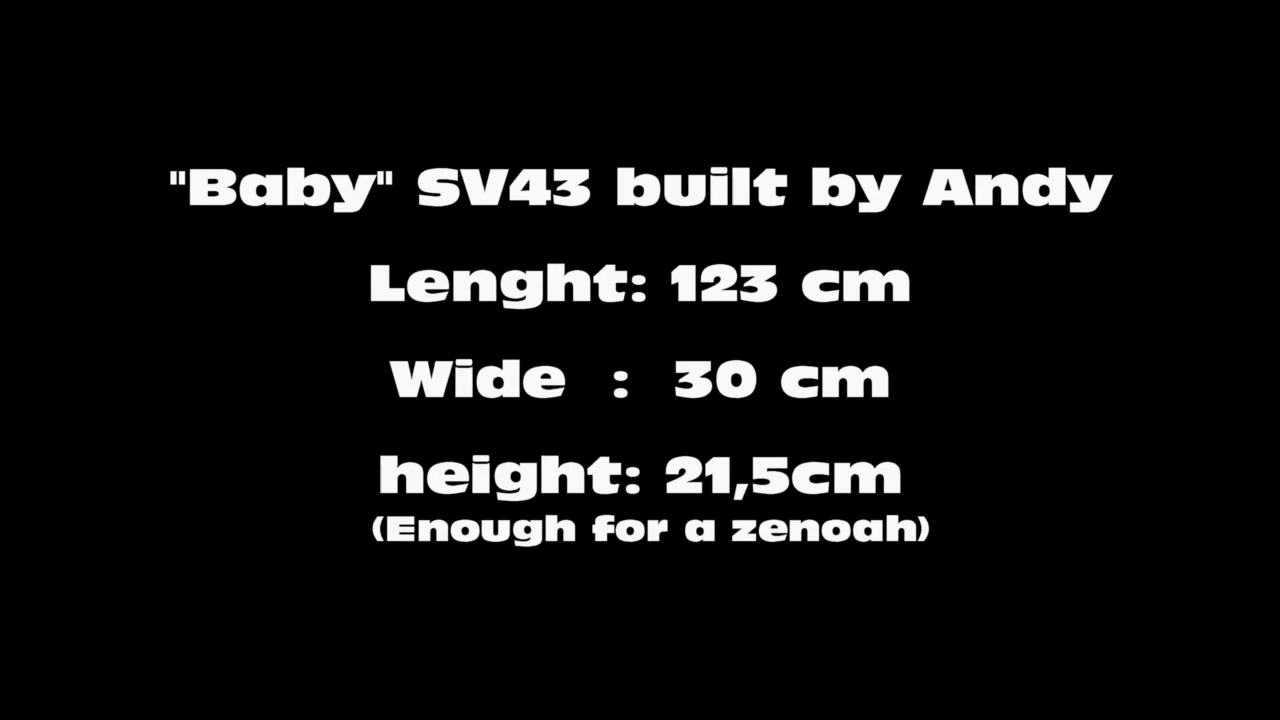 "Baby" SV43 built by Andy
Lenght: 123 cm
Wide : 30 cm
height: 21,5cm
(Enough for a zenoah)